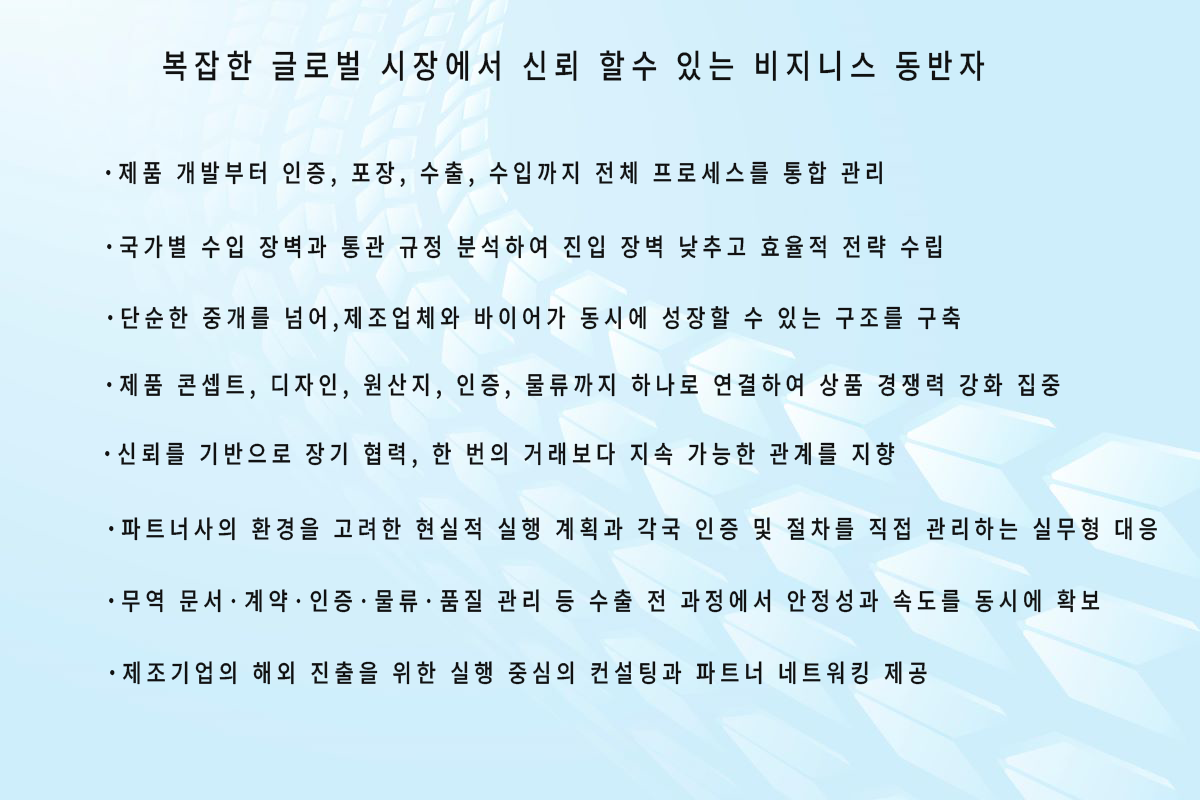 복잡한 글로벌 시장에서 신뢰 할수 있는 비지니스 동반자
·제품 개발부터 인증, 포장, 수출, 수입까지 전체 프로세스를 통합 관리
·국가별 수입 장벽과 통관 규정 분석하여 진입 장벽 낮추고 효율적 전략 수립
·단순한 중개를 넘어,제조업체와 바이어가 동시에 성장할 수 있는 구조를 구축
·제품 콘셉트, 디자인, 원산지, 인증, 물류까지 하나로 연결하여 상품 경쟁력 강화 집중
·신뢰를 기반으로 장기 협력, 한 번의 거래보다 지속 가능한 관계를 지향
·파트너사의 환경을 고려한 현실적 실행 계획과 각국 인증 및 절차를 직접 관리하는 실무형 대응
·무역 문서·계약·인증·물류·품질 관리 등 수출 전 과정에서 안정성과 속도를 동시에 확보
·제조기업의 해외 진출을 위한 실행 중심의 컨설팅과 파트너 네트워킹 제공